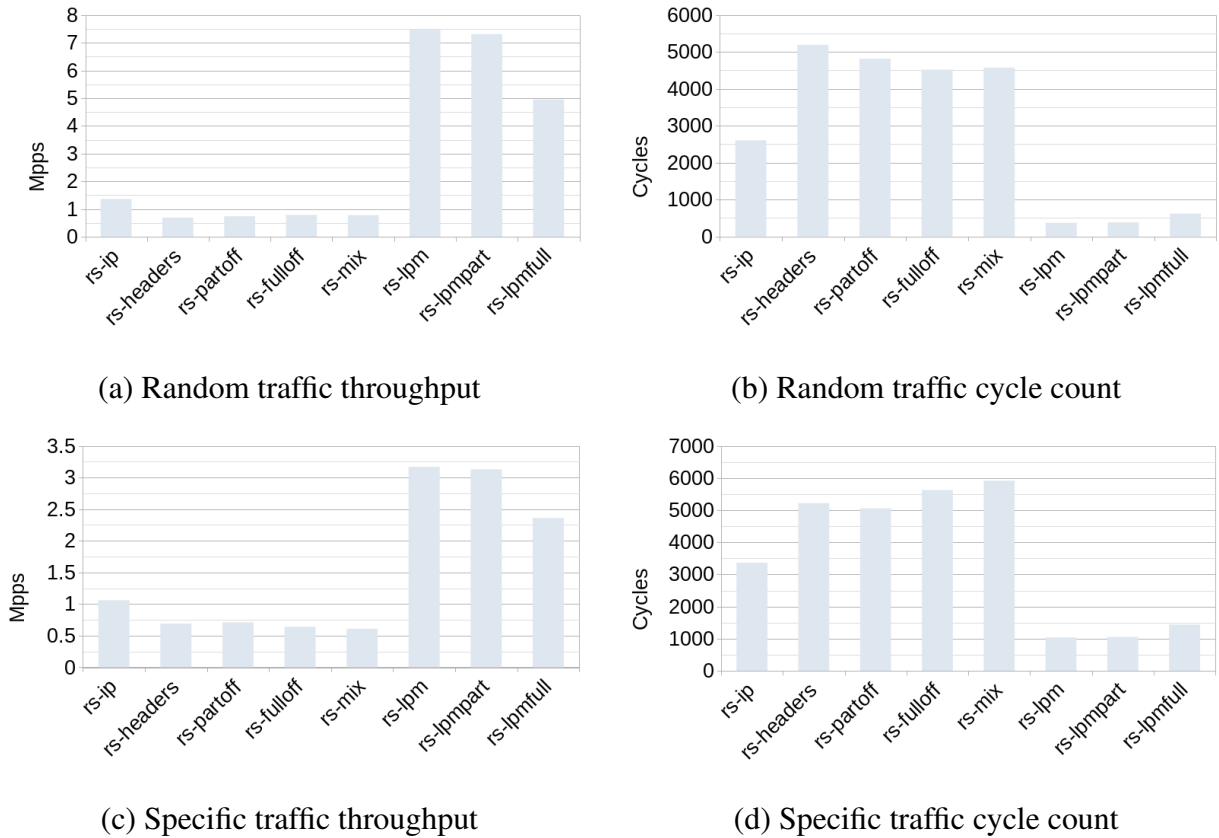 8
7
6
5
4
3
2
1
0
Mpps
rs-ip
rs-headers
rs-partoff
rs-fulloff
rs-mix
rs-lpm
rs-lpmpart
rs-lpmfull
(a) Random traffic throughput
6000
5000
4000
3000
2000
1000
0
Cycles
rs-ip
rs-headers
rs-partoff
rs-fulloff
rs-mix
rs-lpm
rs-lpmpart
rs-lpmfull
(b) Random traffic cycle count
3.5
3
2.5
2
1.5
1
0.5
0
Mpps
rs-ip
rs-headers
rs-partoff
rs-fulloff
rs-mix
rs-lpm
rs-lpmpart
rs-lpmfull
(c) Specific traffic throughput
7000
6000
5000
4000
3000
2000
1000
0
Cycles
rs-ip
rs-headers
rs-partoff
rs-fulloff
rs-mix
rs-lpm
rs-lpmpart
rs-lpmfull
(d) Specific traffic cycle count